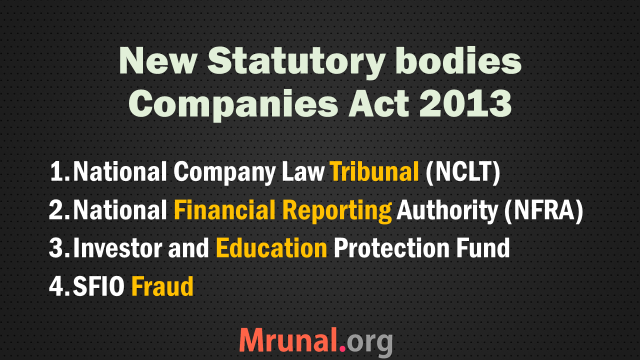 New Statutory bodies
Companies Act 2013
1.National Company Law Tribunal (NCLT)
2.National Financial Reporting Authority (NFRA)
3.Investor and Education Protection Fund
4.SFIO Fraud
Mrunal.org